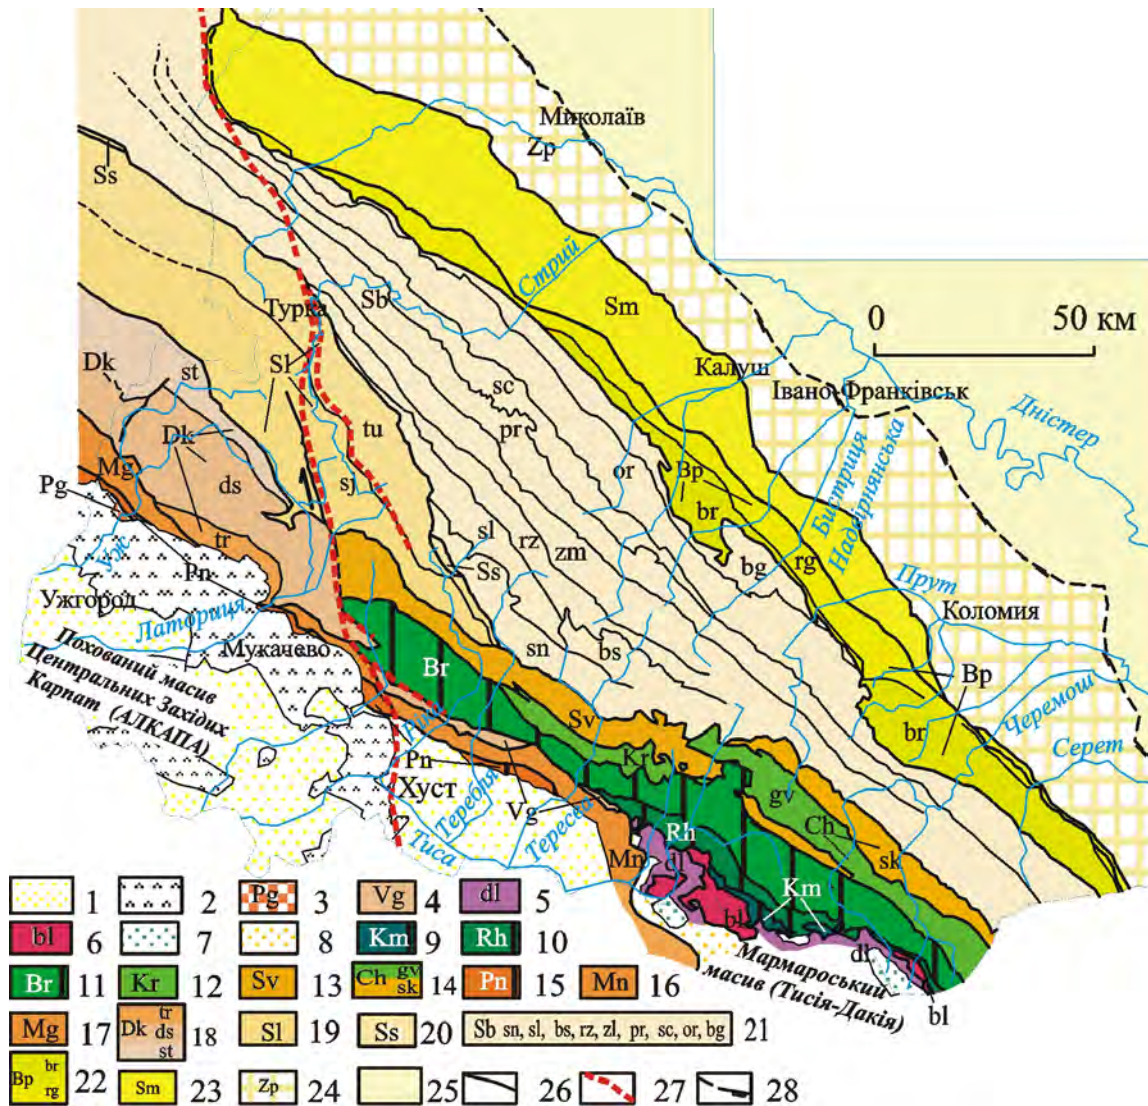 Миколаїв
Zp
Ss
Стрий
Sb
Sm
0 50 км
Турка
Dk
st
Sl
Калуш
Івано-Франківськ
Дністер
sc
pr
tu
Dk
or
Bp
Бистриця
Надвірнянська
Mg
ds
sj
br
Pg
tr
sl
rz
zm
Ss
bg
rg
Уж
Pn
Прут
Ужгород
Латориця
Коломия
Мукачево
Br
sn
bs
Bp
Похований масив
Центральних Західих
Карпат (АЛКАПА)
Ріка
Sv
br
Черемош
Серет
Pn
Kr
Хуст
Теребля
Vg
gv
Тиса
Тересва
Rh
Ch
Mn
dl
sk
Km
bl
dl
Мармароський
масив (Тисія-Дакія)
bl
1 2 Pg 3 Vg 4 dl 5
bl 6 7 8 Km 9 Rh 10
Br 11 Kr 12 Sv 13 Ch gv sk 14 Pn 15 Mn 16
Mg 17 Dk tr ds st 18 Sl 19 Ss 20 Sb sn, sl, bs, rz, zl, pr, sc, or, bg 21
Bp br rg 22 Sm 23 Zp 24 25 26 27 28